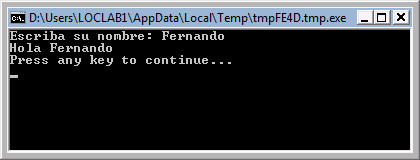 D:\Users\LOCLAB1\AppData\Local\Temp\tmpFE4D.tmp.exe
Escriba su nombre: Fernando
Hola Fernando
Press any key to continue...